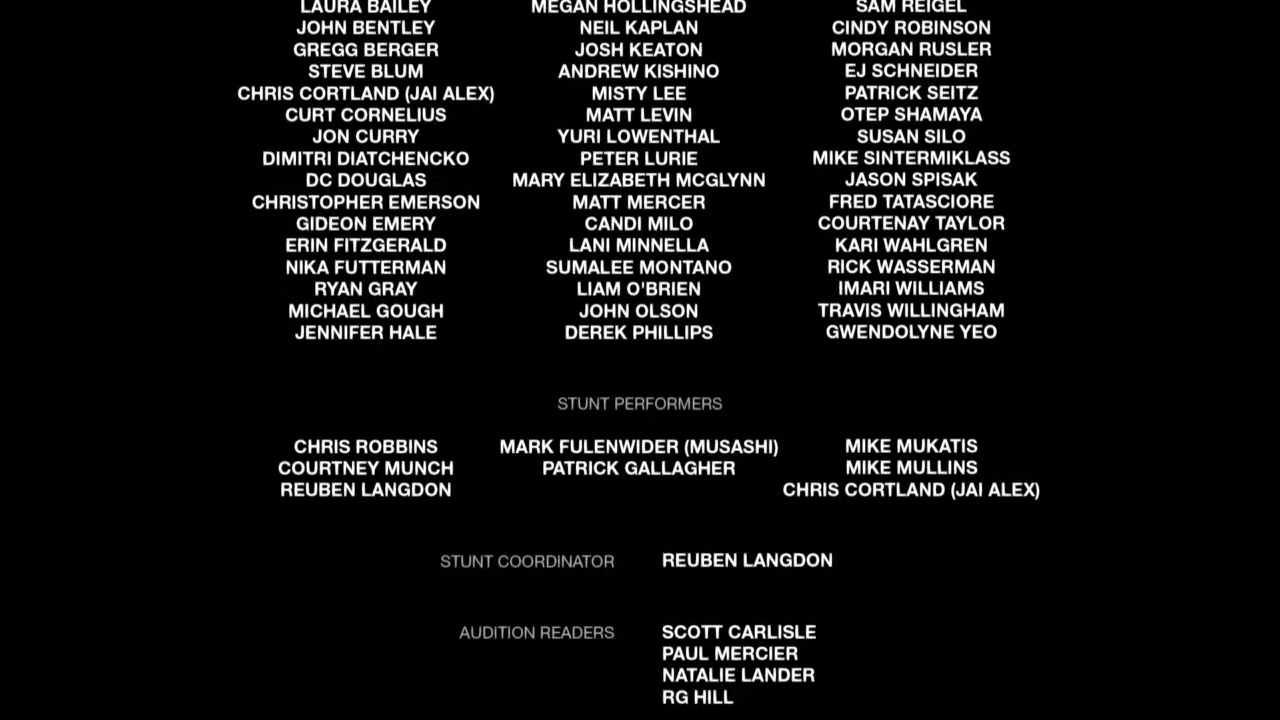 LAURA BAILEY MEGAN HOLLINGSHEAD SAM REIGEL
JOHN BENTLEY NEIL KAPLAN CINDY ROBINSON
GREGG BERGER JOSH KEATON MORGAN RUSLER
STEVE BLUM ANDREW KISHINO EJ SCHNEIDER
CHRIS CORTLAND (JAI ALEX) MISTY LEE PATRICK SEITZ
CURT CORNELIUS MATT LEVIN OTEP SHAMAYA
JON CURRY YURI LOWENTHAL SUSAN SILO
DIMITRI DIATCHENCKO PETER LURIE MIKE SINTERMIKLASS
DC DOUGLAS MARY ELIZABETH MCGLYNN JASON SPISAK
CHRISTOPHER EMERSON MATT MERCER FRED TATASCIORE
GIDEON EMERY CANDI MILO COURTENAY TAYLOR
ERIN FITZGERALD LANI MINNELLA KARI WAHLGREN
NIKA FUTTERMAN SUMALEE MONTANO RICK WASSERMAN
RYAN GRAY LIAM O'BRIEN IMARI WILLIAMS
MICHAEL GOUGH JOHN OLSON TRAVIS WILLINGHAM
JENNIFER HALE DEREK PHILLIPS GWENDOLYNE YEO
STUNT PERFORMERS
CHRIS ROBBINS MARK FULENWIDER (MUSASHI) MIKE MUKATIS
COURTNEY MUNCH PATRICK GALLAGHER MIKE MULLINS
REUBEN LANGDON CHRIS CORTLAND (JAI ALEX)
STUNT COORDINATOR REUBEN LANGDON
AUDITION READERS SCOTT CARLISLE
PAUL MERCIER
NATALIE LANDER
RG HILL